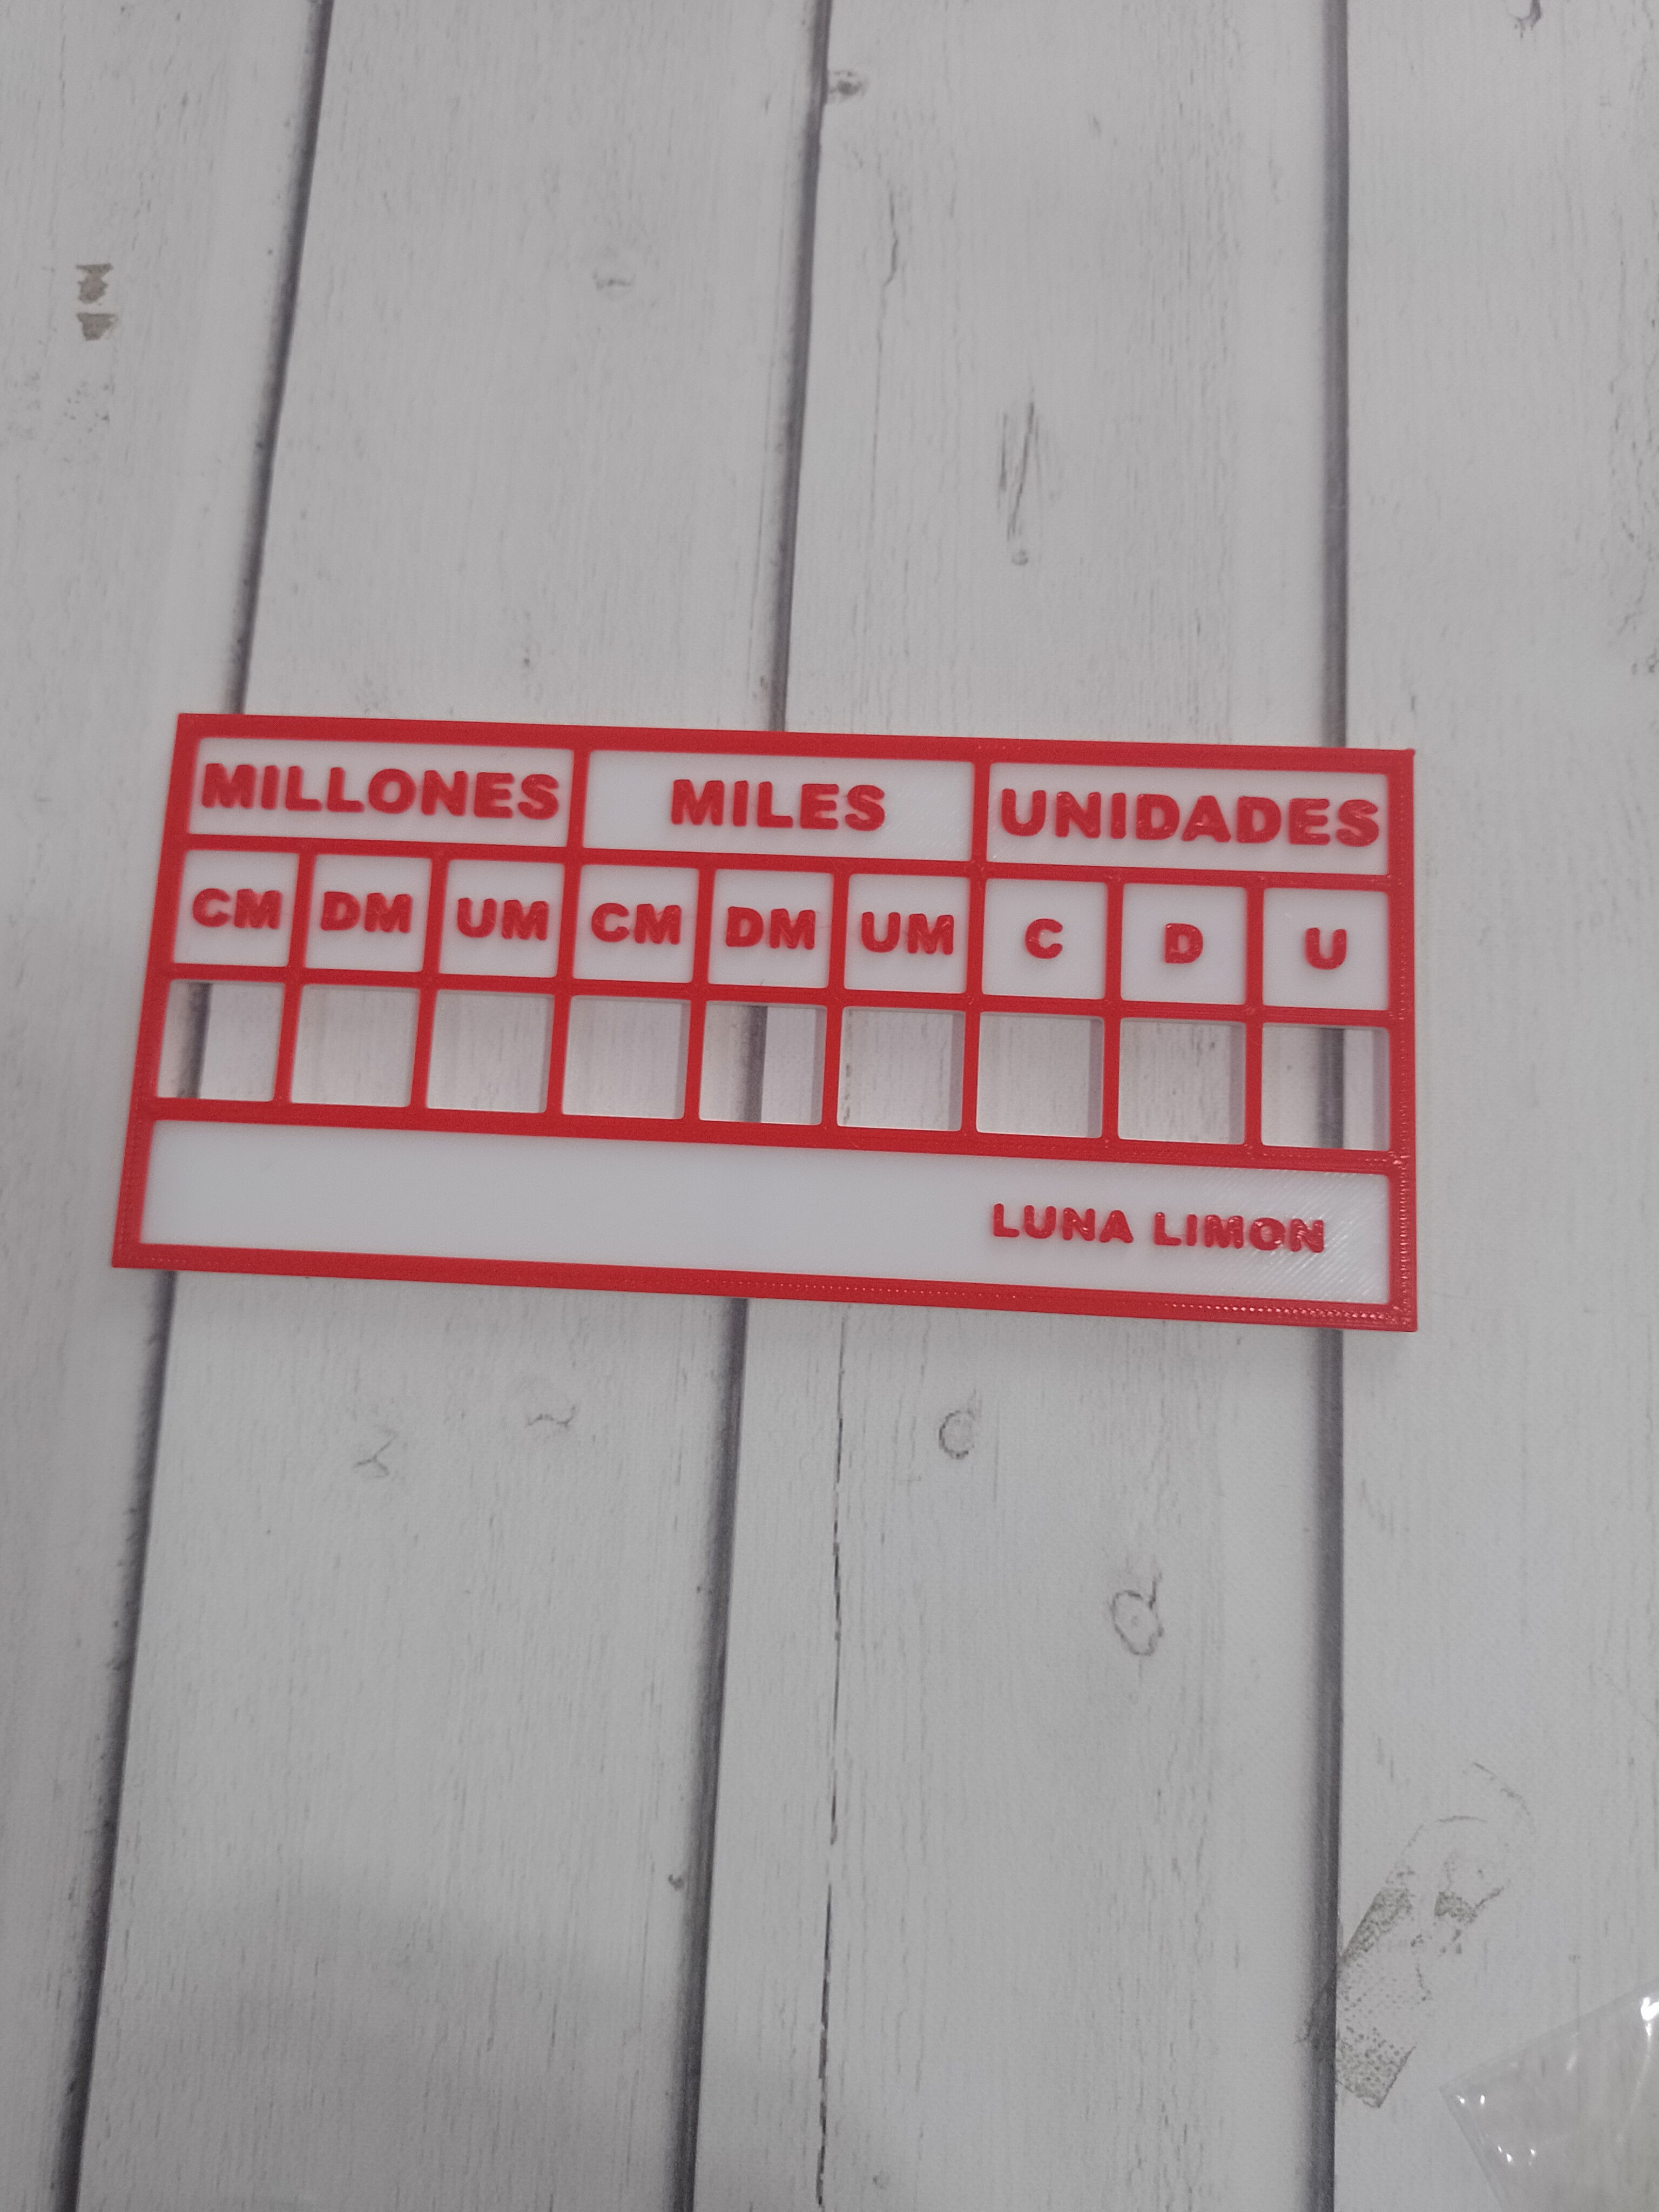 MILLONES MILES UNIDADES
CM DM UM CM DM UM C D U
LUNA LIMON